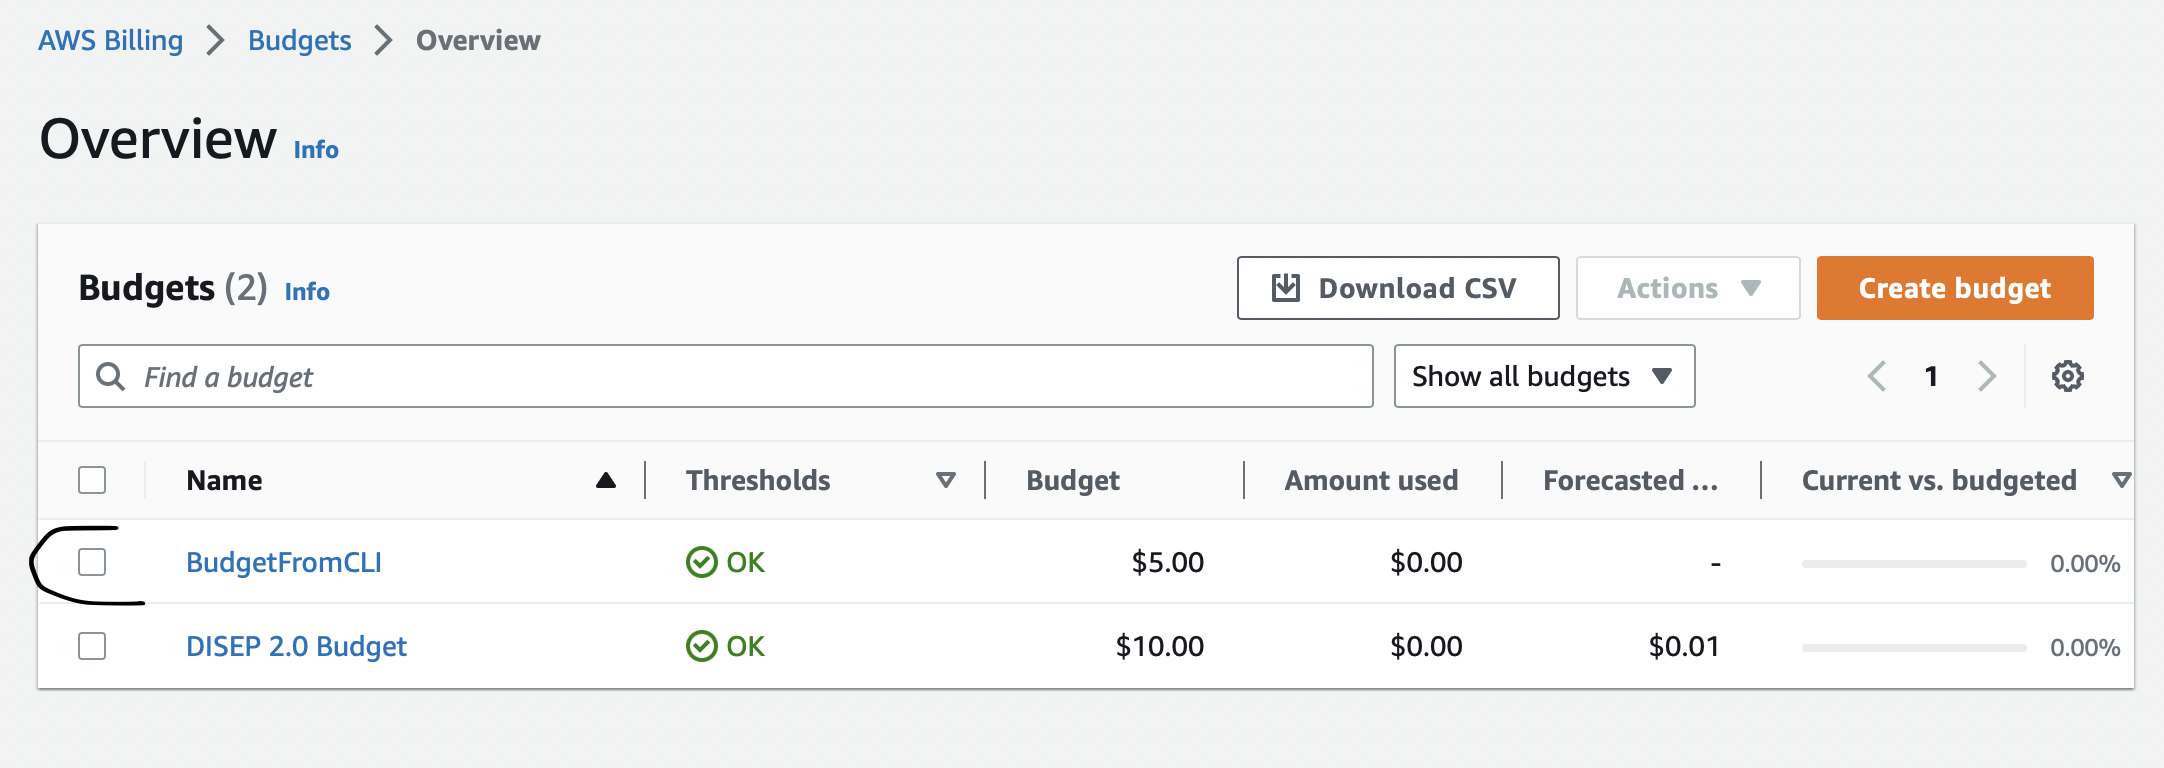 AWS Billing > Budgets > Overview
Overview Info
Budgets (2) Info Download CSV Actions Create budget
Find a budget Show all budgets 1
Name Thresholds Budget Amount used Forecasted ... Current vs. budgeted
BudgetFromCLI OK $5.00 $0.00 - 0.00%
DISEP 2.0 Budget OK $10.00 $0.00 $0.01 0.00%